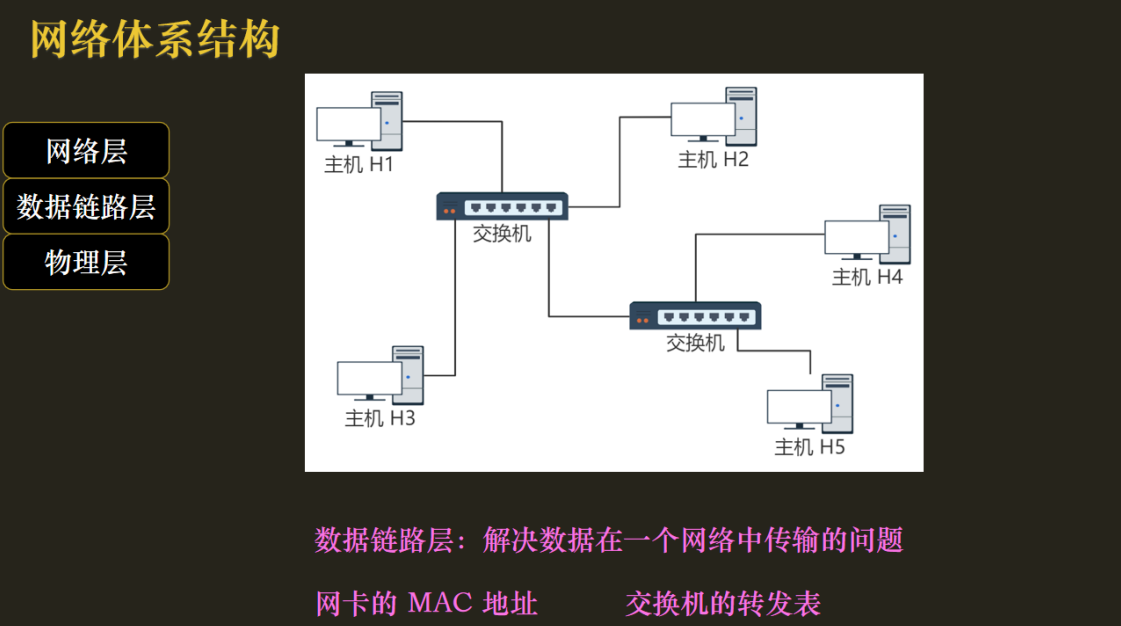 网络体系结构
网络层
数据链路层
物理层
主机 H1
主机 H2
交换机
主机 H4
交换机
主机 H3
主机 H5
数据链路层：解决数据在一个网络中传输的问题
网卡的 MAC 地址 交换机的转发表